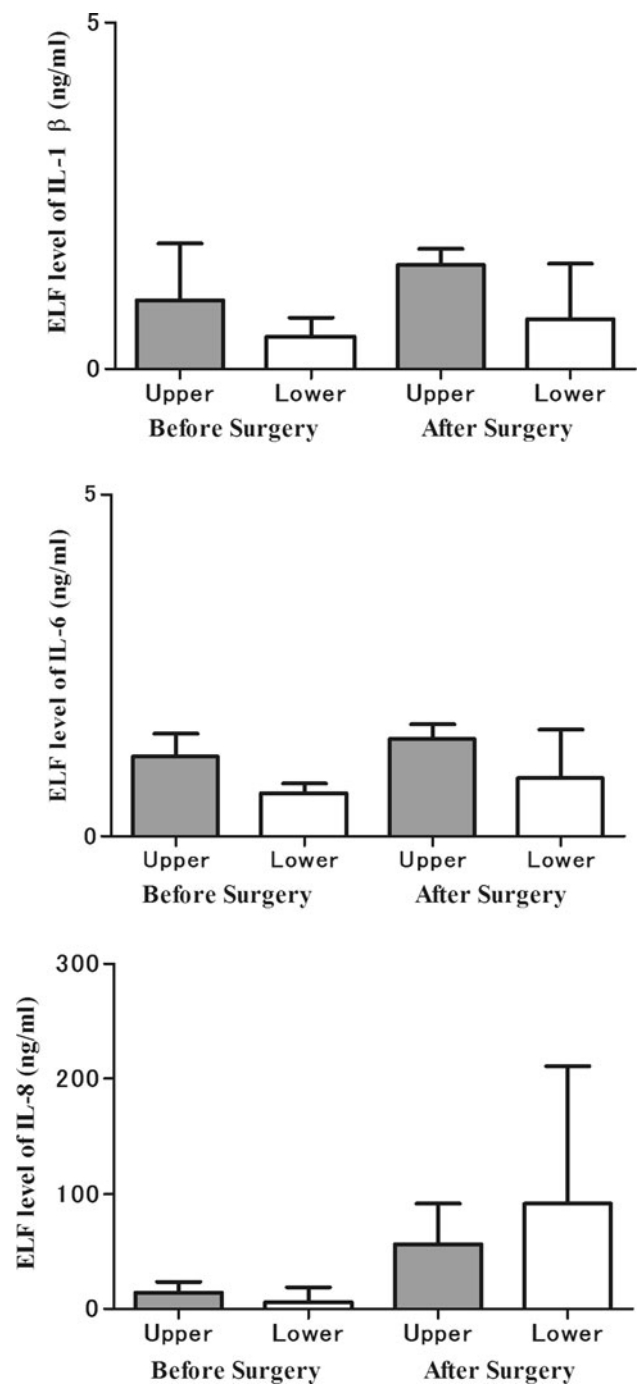 5
ELF level of IL-1 β (ng/ml)
0
Upper Lower Upper Lower
Before Surgery After Surgery
5
ELF level of IL-6 (ng/ml)
0
Upper Lower Upper Lower
Before Surgery After Surgery
300
200
ELF level of IL-8 (ng/ml)
100
0
Upper Lower Upper Lower
Before Surgery After Surgery